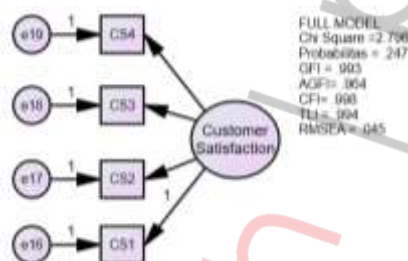 FULL MODEL
Chi Square =2.796
Probabilitas = .247
GFI = .993
AGFI= .964
CFI= .998
TLI= .994
RMSEA= .045
e19
1
CS4
e18
1
CS3
Customer
Satisfaction
e17
1
CS2
1
e16
1
CS1